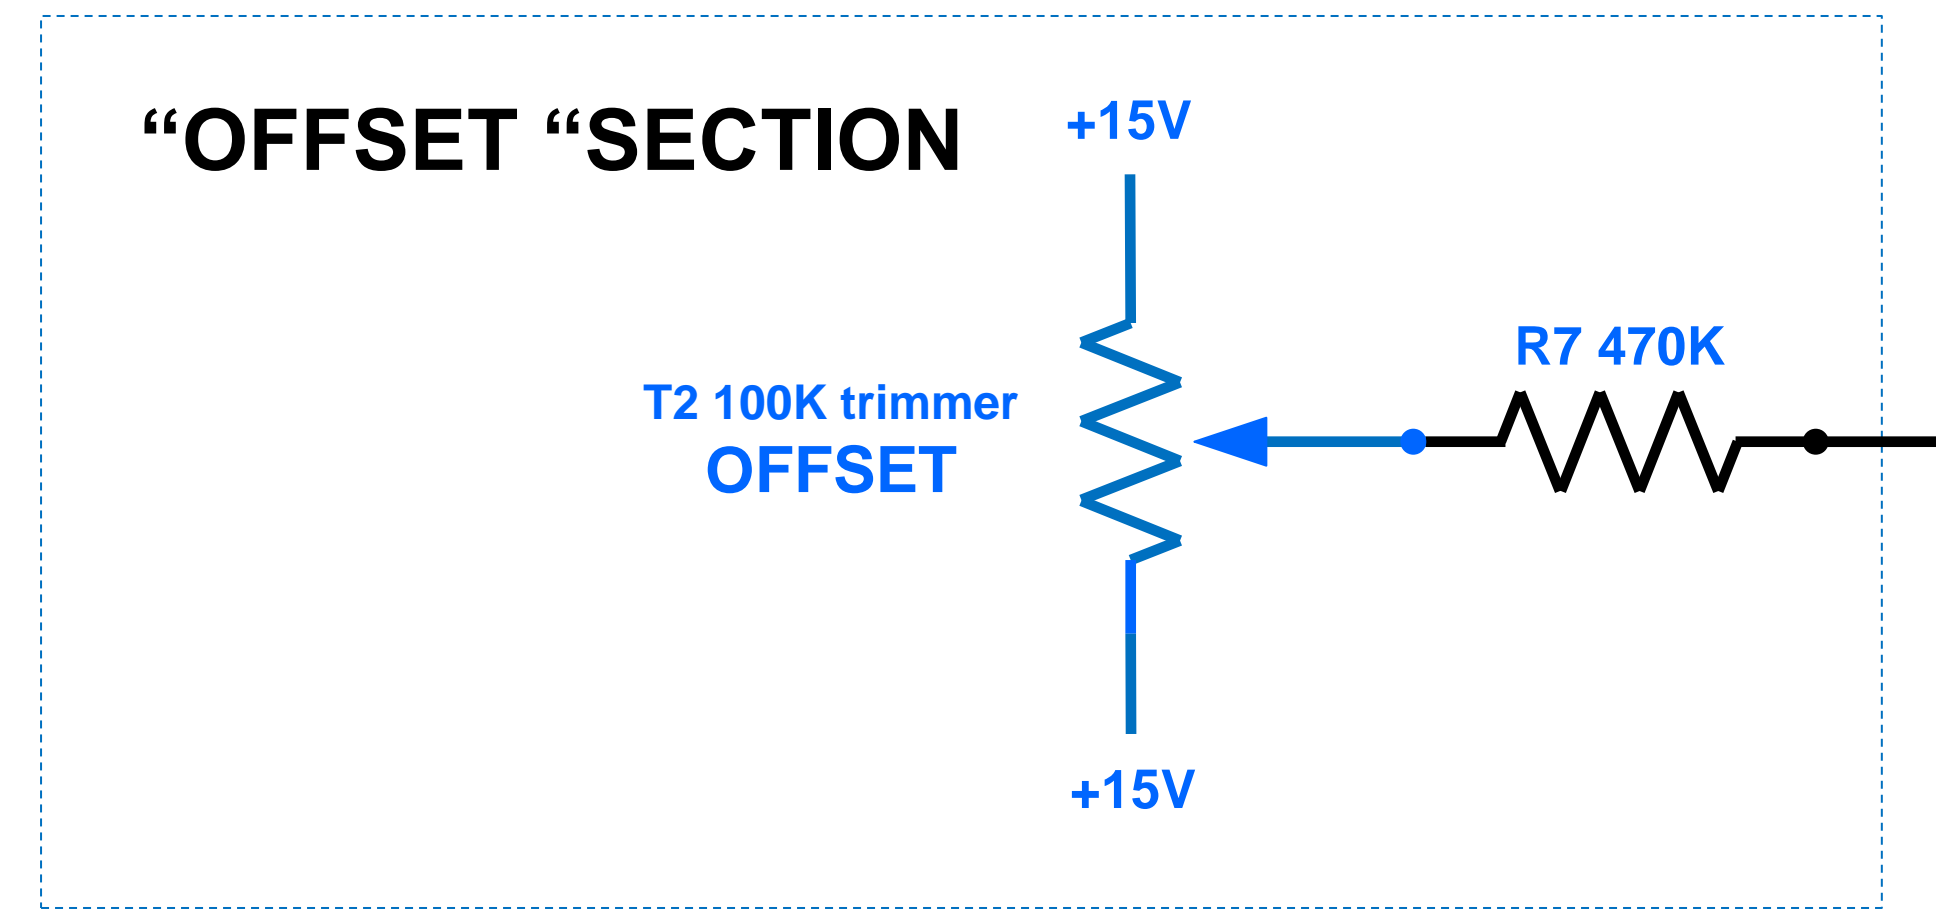 “OFFSET “SECTION
+15V
R7 470K
T2 100K trimmer
OFFSET
+15V